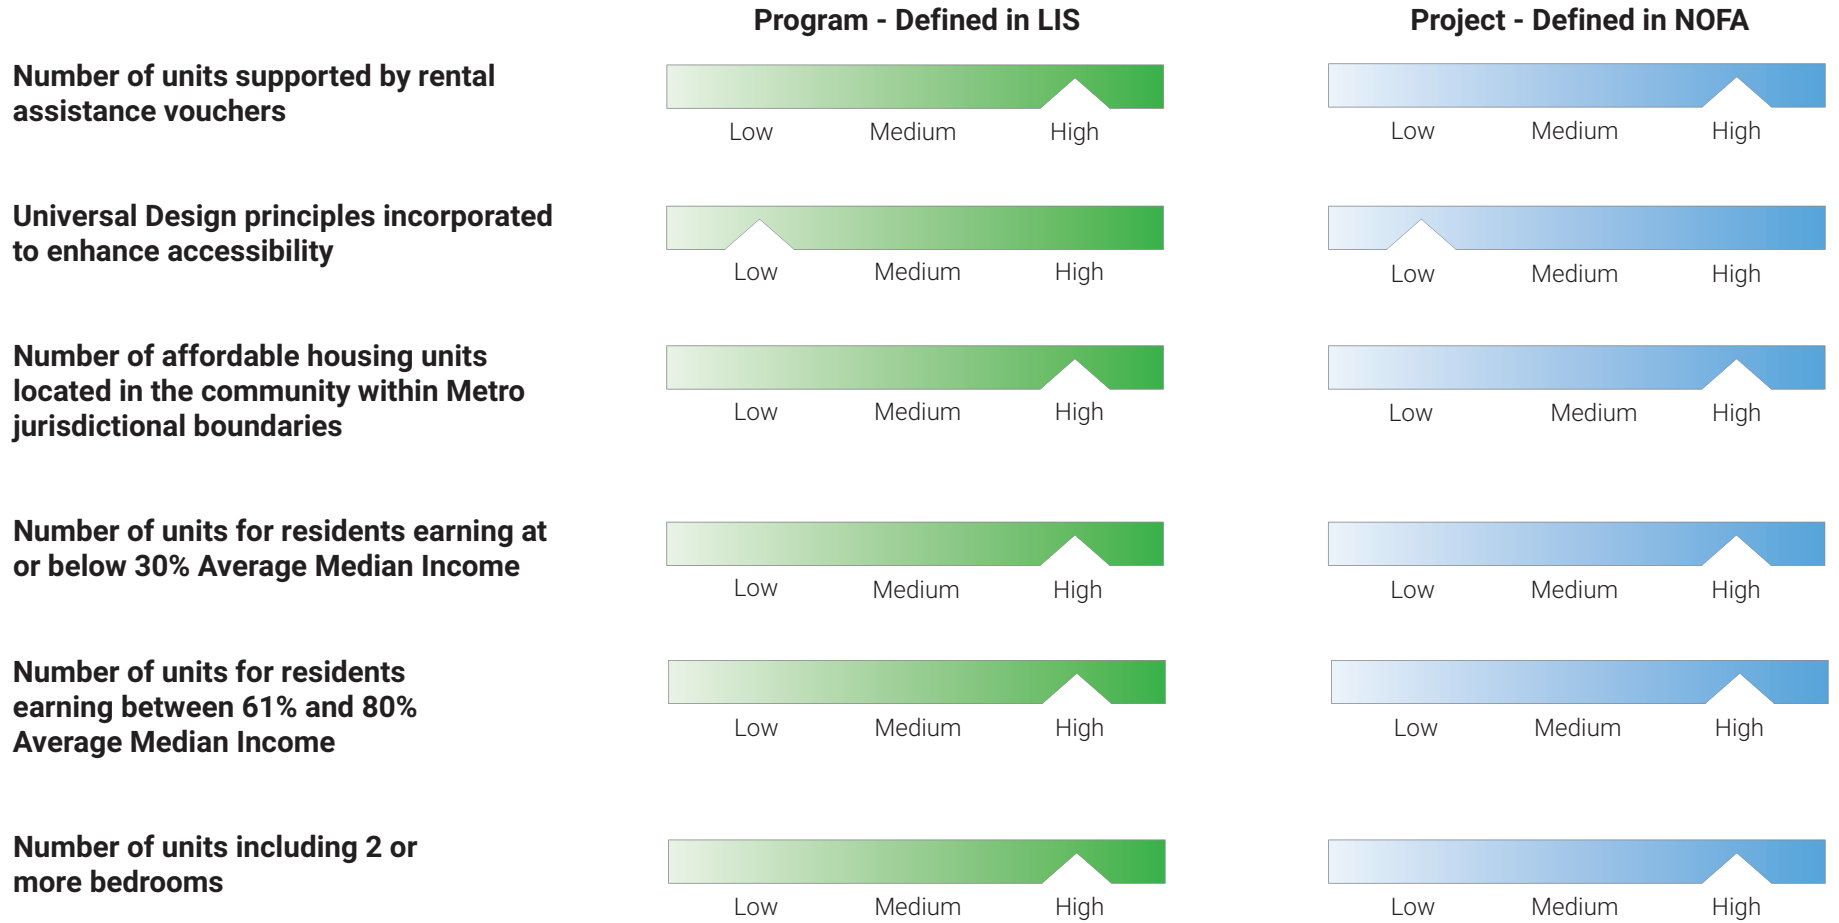 Program - Defined in LIS
Project - Defined in NOFA
Number of units supported by rental
assistance vouchers
Low Medium High
Low Medium High
Universal Design principles incorporated
to enhance accessibility
Low Medium High
Low Medium High
Number of affordable housing units
located in the community within Metro
jurisdictional boundaries
Low Medium High
Low Medium High
Number of units for residents earning at
or below 30% Average Median Income
Low Medium High
Low Medium High
Number of units for residents
earning between 61% and 80%
Average Median Income
Low Medium High
Low Medium High
Number of units including 2 or
more bedrooms
Low Medium High
Low Medium High